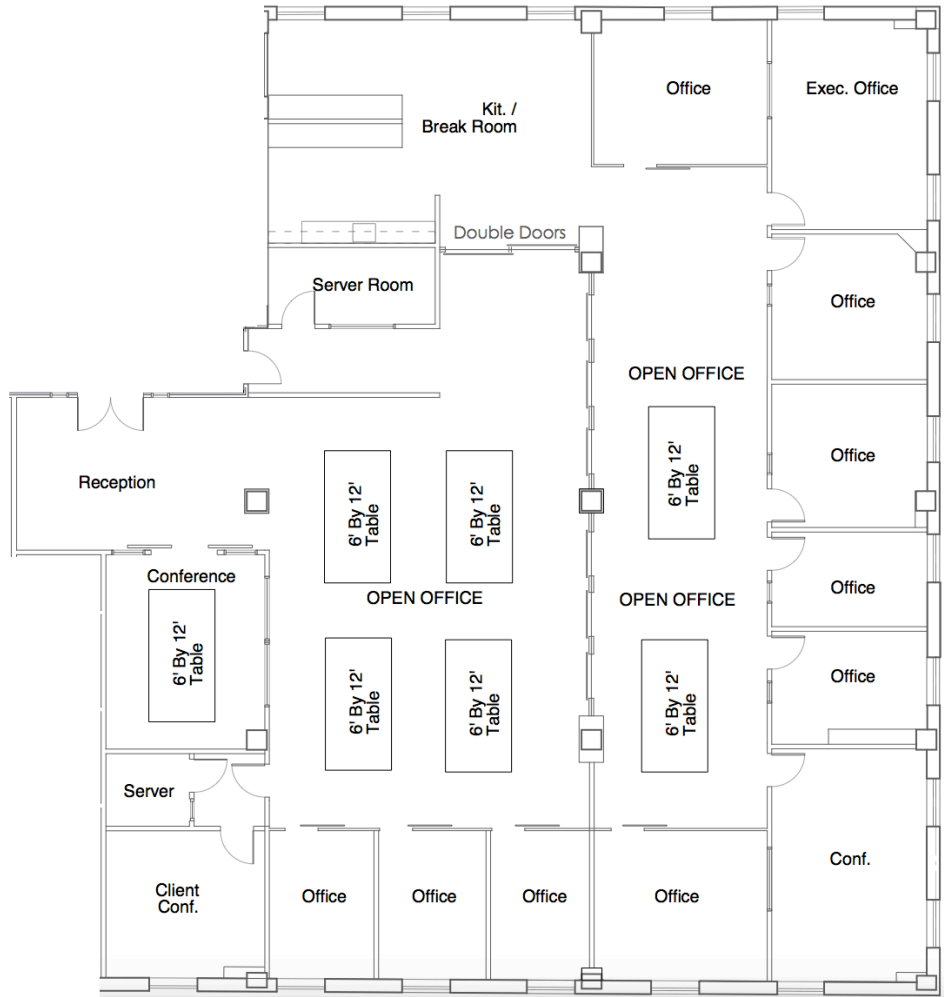 Office
Exec. Office
Kit. /
Break Room
Double Doors
Server Room
Office
OPEN OFFICE
6' By 12'
Table
Office
Reception
6' By 12'
Table
6' By 12'
Table
Conference
OPEN OFFICE
OPEN OFFICE
Office
6' By 12'
Table
6' By 12'
Table
6' By 12'
Table
6' By 12'
Table
Office
Server
Conf.
Client
Conf.
Office
Office
Office
Office